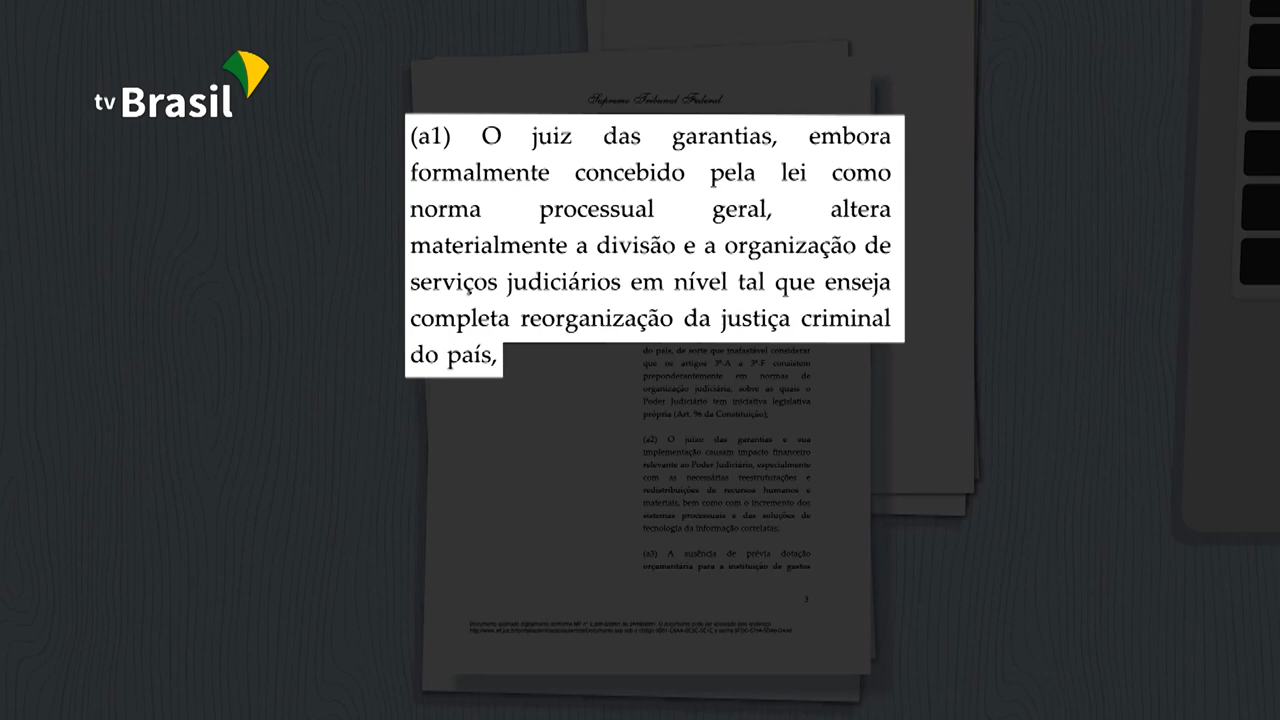 tv Brasil
Supremo Tribunal Federal
(a1) O juiz das garantias, embora
formalmente concebido pela lei como
norma processual geral, altera
materialmente a divisão e a organização de
serviços judiciários em nível tal que enseja
completa reorganização da justiça criminal
do país,
do país, de sorte que inafastável considerar
que os artigos 3º-A a 3º-F consistem
preponderantemente em normas de
organização judiciária, sobre as quais o
Poder Judiciário tem iniciativa legislativa
própria (Art. 96 da Constituição);
(a2) O juízo das garantias e sua
implementação causam impacto financeiro
relevante ao Poder Judiciário, especialmente
com as necessárias reestruturações e
redistribuições de recursos humanos e
materiais, bem como com o incremento dos
sistemas processuais e das soluções de
tecnologia da informação correlatas;
(a3) A ausência de prévia dotação
orçamentária para a instituição de gastos
3